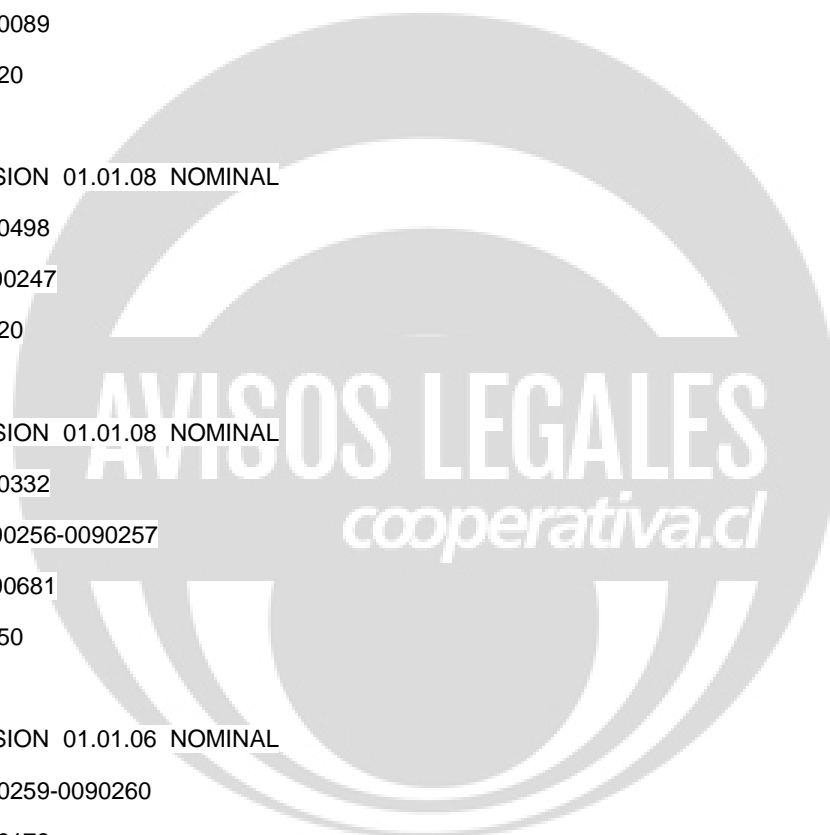 0089
20
SION 01.01.08 NOMINAL
0498
00247
20
AVISOS LEGALES
SION 01.01.08 NOMINAL
0332
cooperativa.cl
00256-0090257
00681
50
SION 01.01.06 NOMINAL
0259-0090260